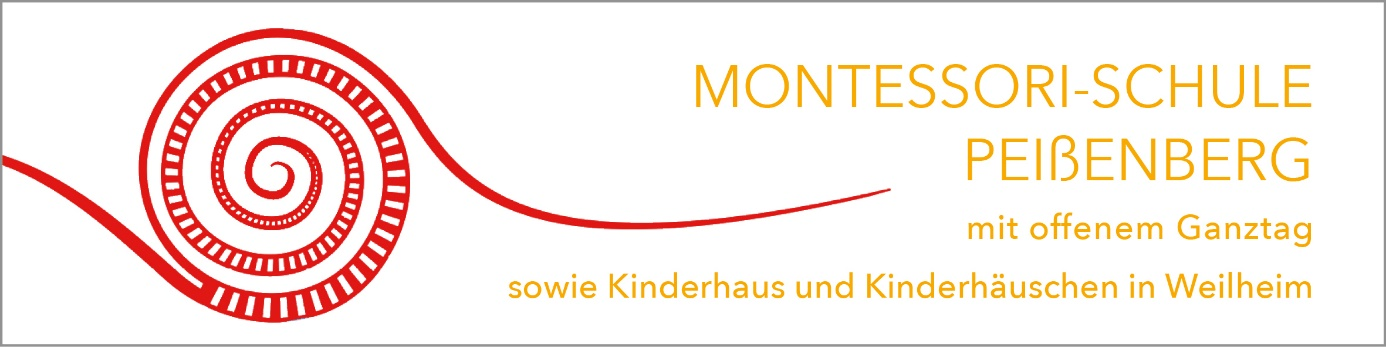 MONTESSORI-SCHULE
PEIßENBERG
mit offenem Ganztag
sowie Kinderhaus und Kinderhäuschen in Weilheim